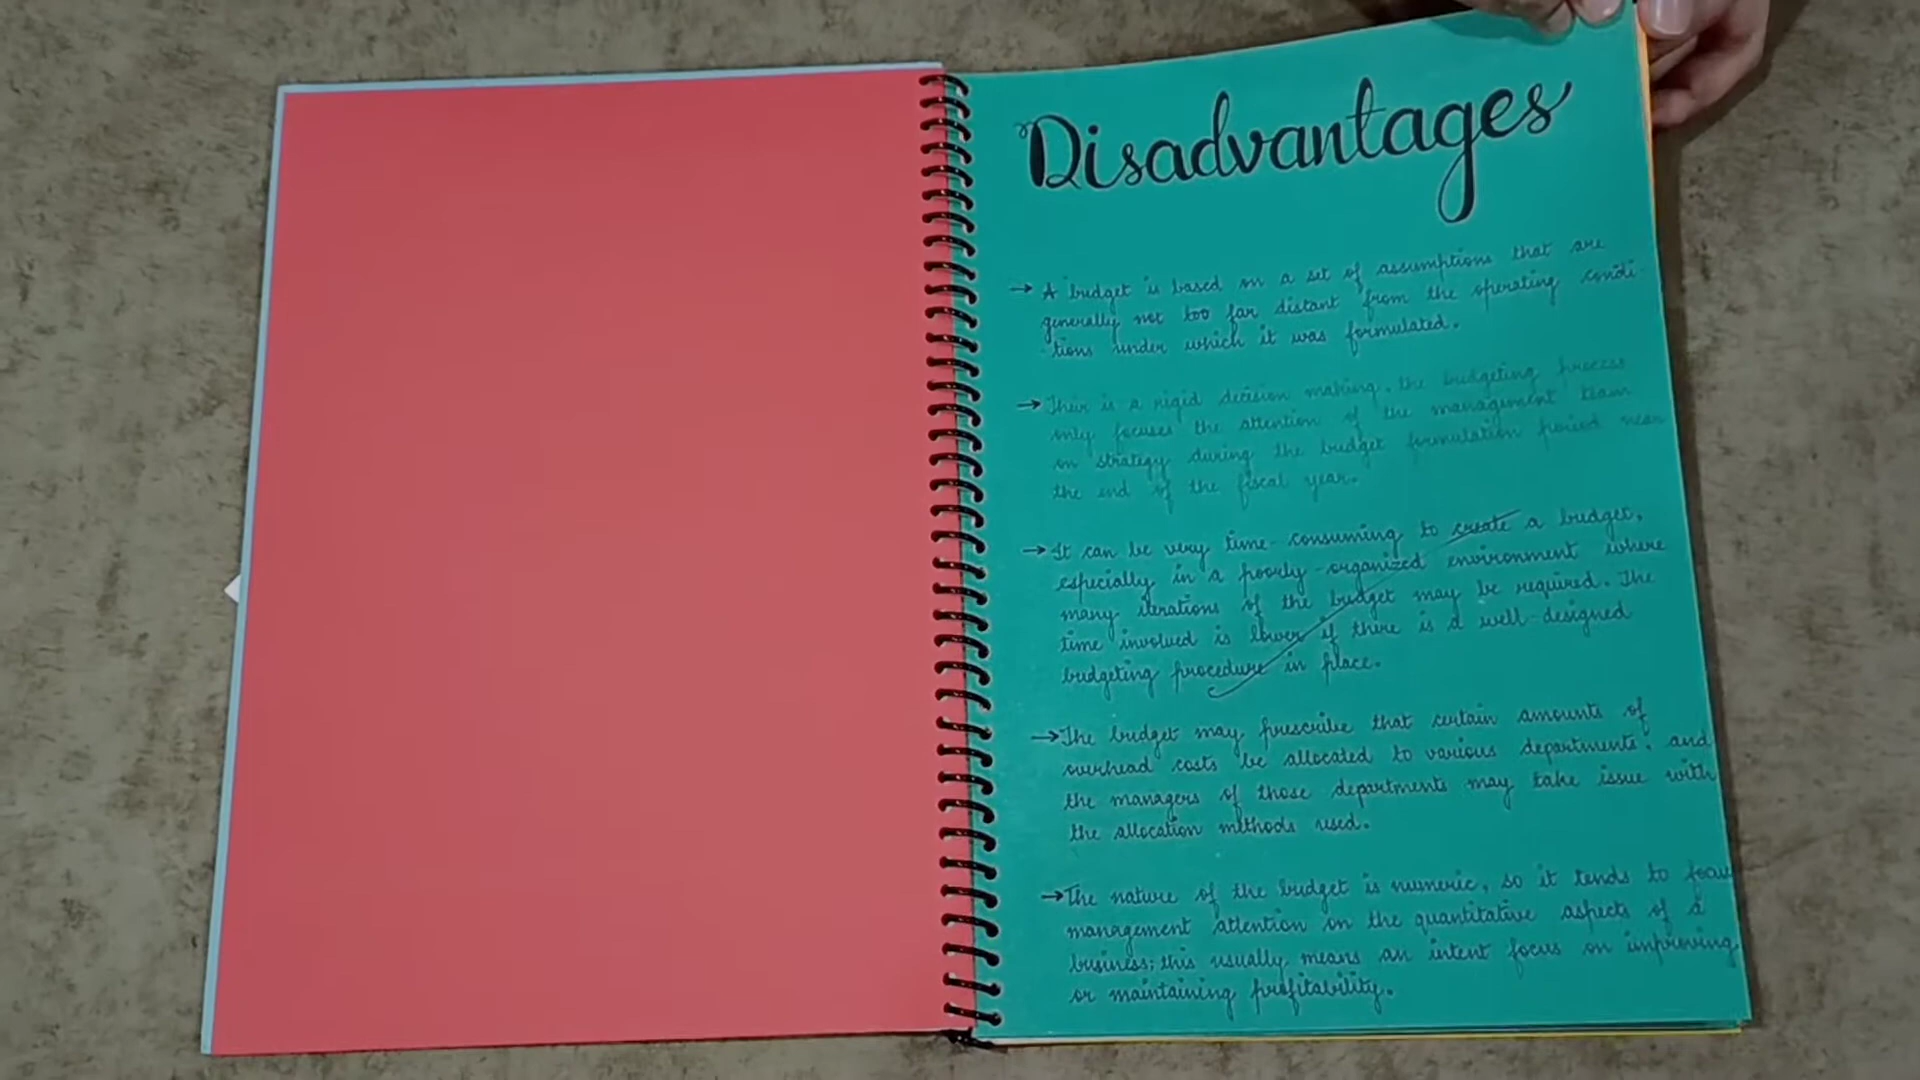 Disadvantages
→ A budget is based on a set of assumptions that are
generally not too far distant from the operating condi-
-tions under which it was formulated.
→ Their is a rigid decision making. the budgeting process
only focuses the attention of the management team
on strategy during the budget formulation period near
the end of the fiscal year.
→ It can be very time-consuming to create a budget,
especially in a poorly-organized environment where
many iterations of the budget may be required. The
time involved is lower if there is a well-designed
budgeting procedure in place.
→ The budget may prescribe that certain amounts of
overhead costs be allocated to various departments, and
the managers of those departments may take issue with
the allocation methods used.
→ The nature of the budget is numeric, so it tends to focus
management attention on the quantitative aspects of a
business; this usually means an intent focus on improving
or maintaining profitability.